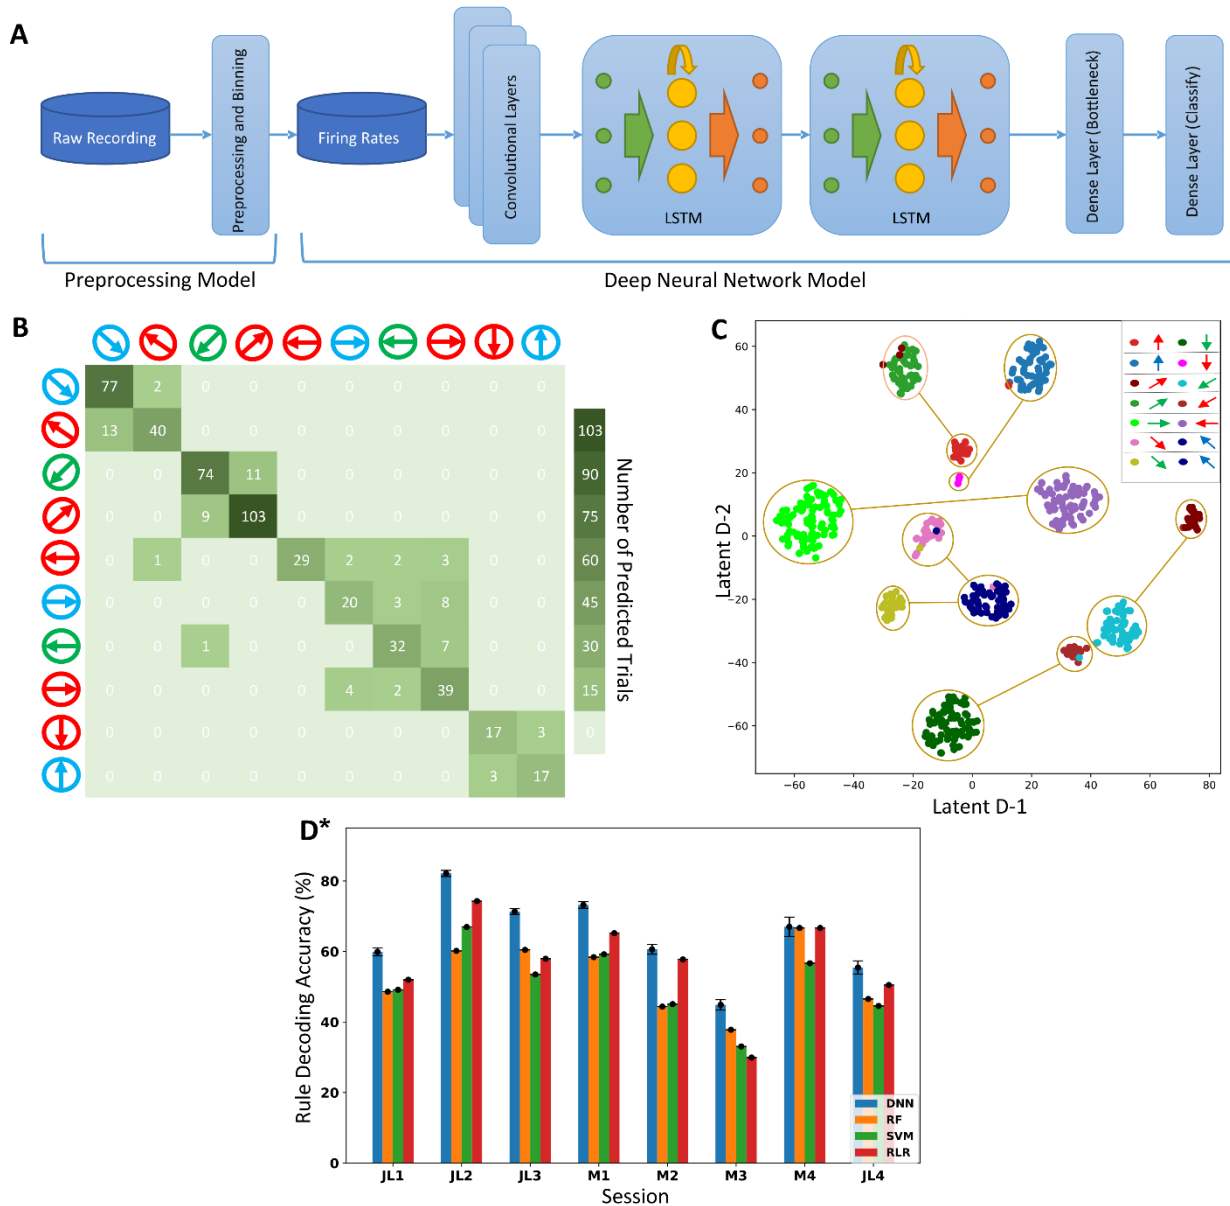 A
Raw Recording
Preprocessing and Binning
Firing Rates
Convolutional Layers
LSTM
LSTM
Dense Layer (Bottleneck)
Dense Layer (Classify)
Preprocessing Model
Deep Neural Network Model
B
77 2 0 0 0 0 0 0 0 0
13 40 0 0 0 0 0 0 0 0
0 0 74 11 0 0 0 0 0 0
0 0 9 103 0 0 0 0 0 0
0 1 0 0 29 2 2 3 0 0
0 0 0 0 0 20 3 8 0 0
0 0 1 0 0 0 32 7 0 0
0 0 0 0 0 4 2 39 0 0
0 0 0 0 0 0 0 0 17 3
0 0 0 0 0 0 0 0 3 17
103
90
75
60
45
30
15
0
Number of Predicted Trials
C
60
40
20
0
−20
−40
−60
Latent D-2
−60 −40 −20 0 20 40 60 80
Latent D-1
D*
Rule Decoding Accuracy (%)
80
60
40
20
0
DNN
RF
SVM
RLR
JL1 JL2 JL3 M1 M2 M3 M4 JL4
Session